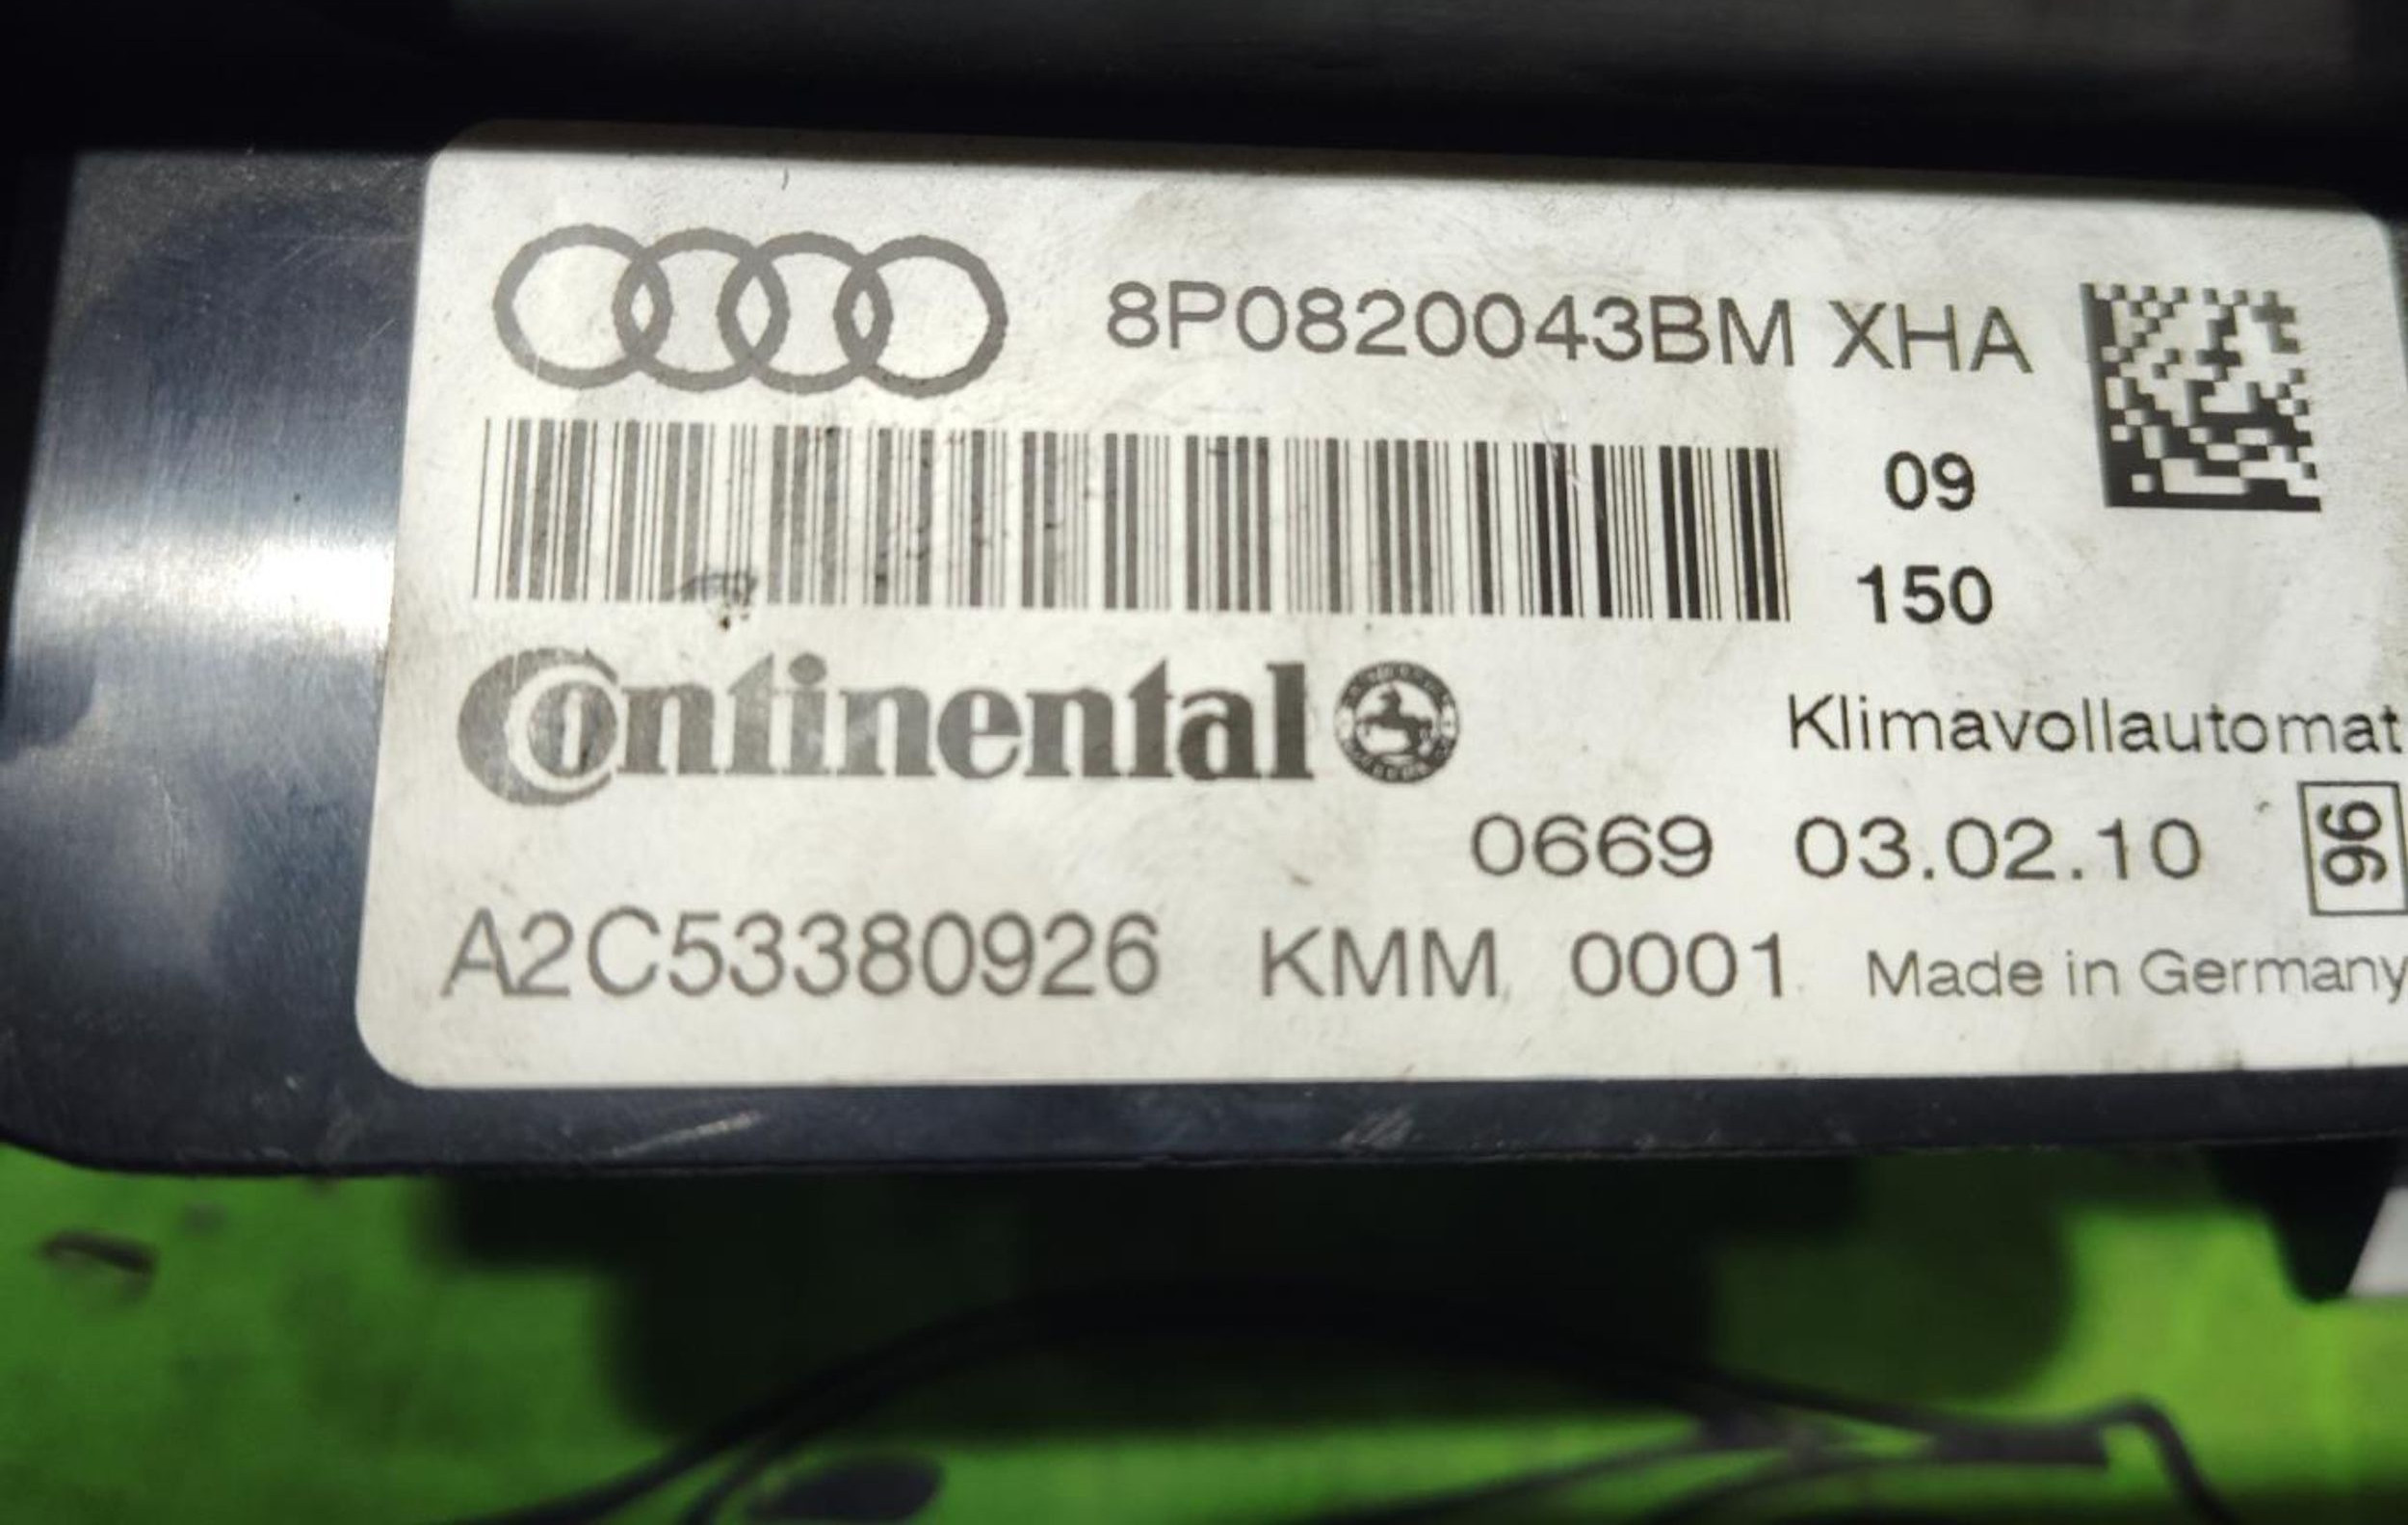 8P0820043BM XHA
09
150
Continental
Klimavollautomat
0669 03.02.10 96
A2C53380926 KMM 0001 Made in Germany